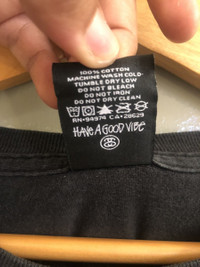 100% COTTON
MACHINE WASH COLD-
TUMBLE DRY LOW
DO NOT BLEACH
DO NOT IRON
DO NOT DRY CLEAN
RN•94974 CA•28629
HAVE A GOOD VIBE